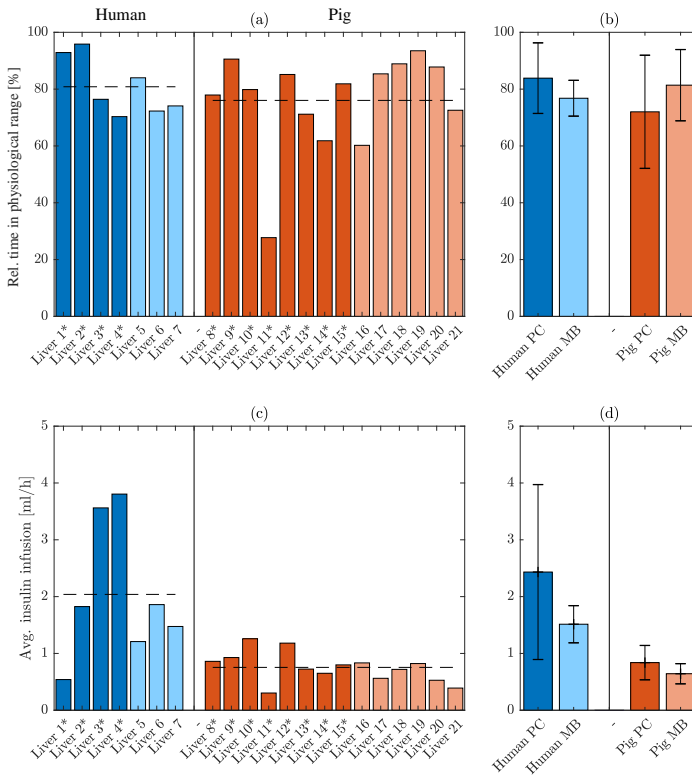 Human
Pig
(a)
(b)
Rel. time in physiological range [%]
100
80
60
40
20
0
Liver 1*
Liver 2*
Liver 3*
Liver 4*
Liver 5
Liver 6
Liver 7
-
Liver 8*
Liver 9*
Liver 10*
Liver 11*
Liver 12*
Liver 13*
Liver 14*
Liver 15*
Liver 16
Liver 17
Liver 18
Liver 19
Liver 20
Liver 21
100
80
60
40
20
0
Human PC
Human MB
-
Pig PC
Pig MB
(c)
(d)
Avg. insulin infusion [ml/h]
5
4
3
2
1
0
Liver 1*
Liver 2*
Liver 3*
Liver 4*
Liver 5
Liver 6
Liver 7
-
Liver 8*
Liver 9*
Liver 10*
Liver 11*
Liver 12*
Liver 13*
Liver 14*
Liver 15*
Liver 16
Liver 17
Liver 18
Liver 19
Liver 20
Liver 21
5
4
3
2
1
0
Human PC
Human MB
-
Pig PC
Pig MB